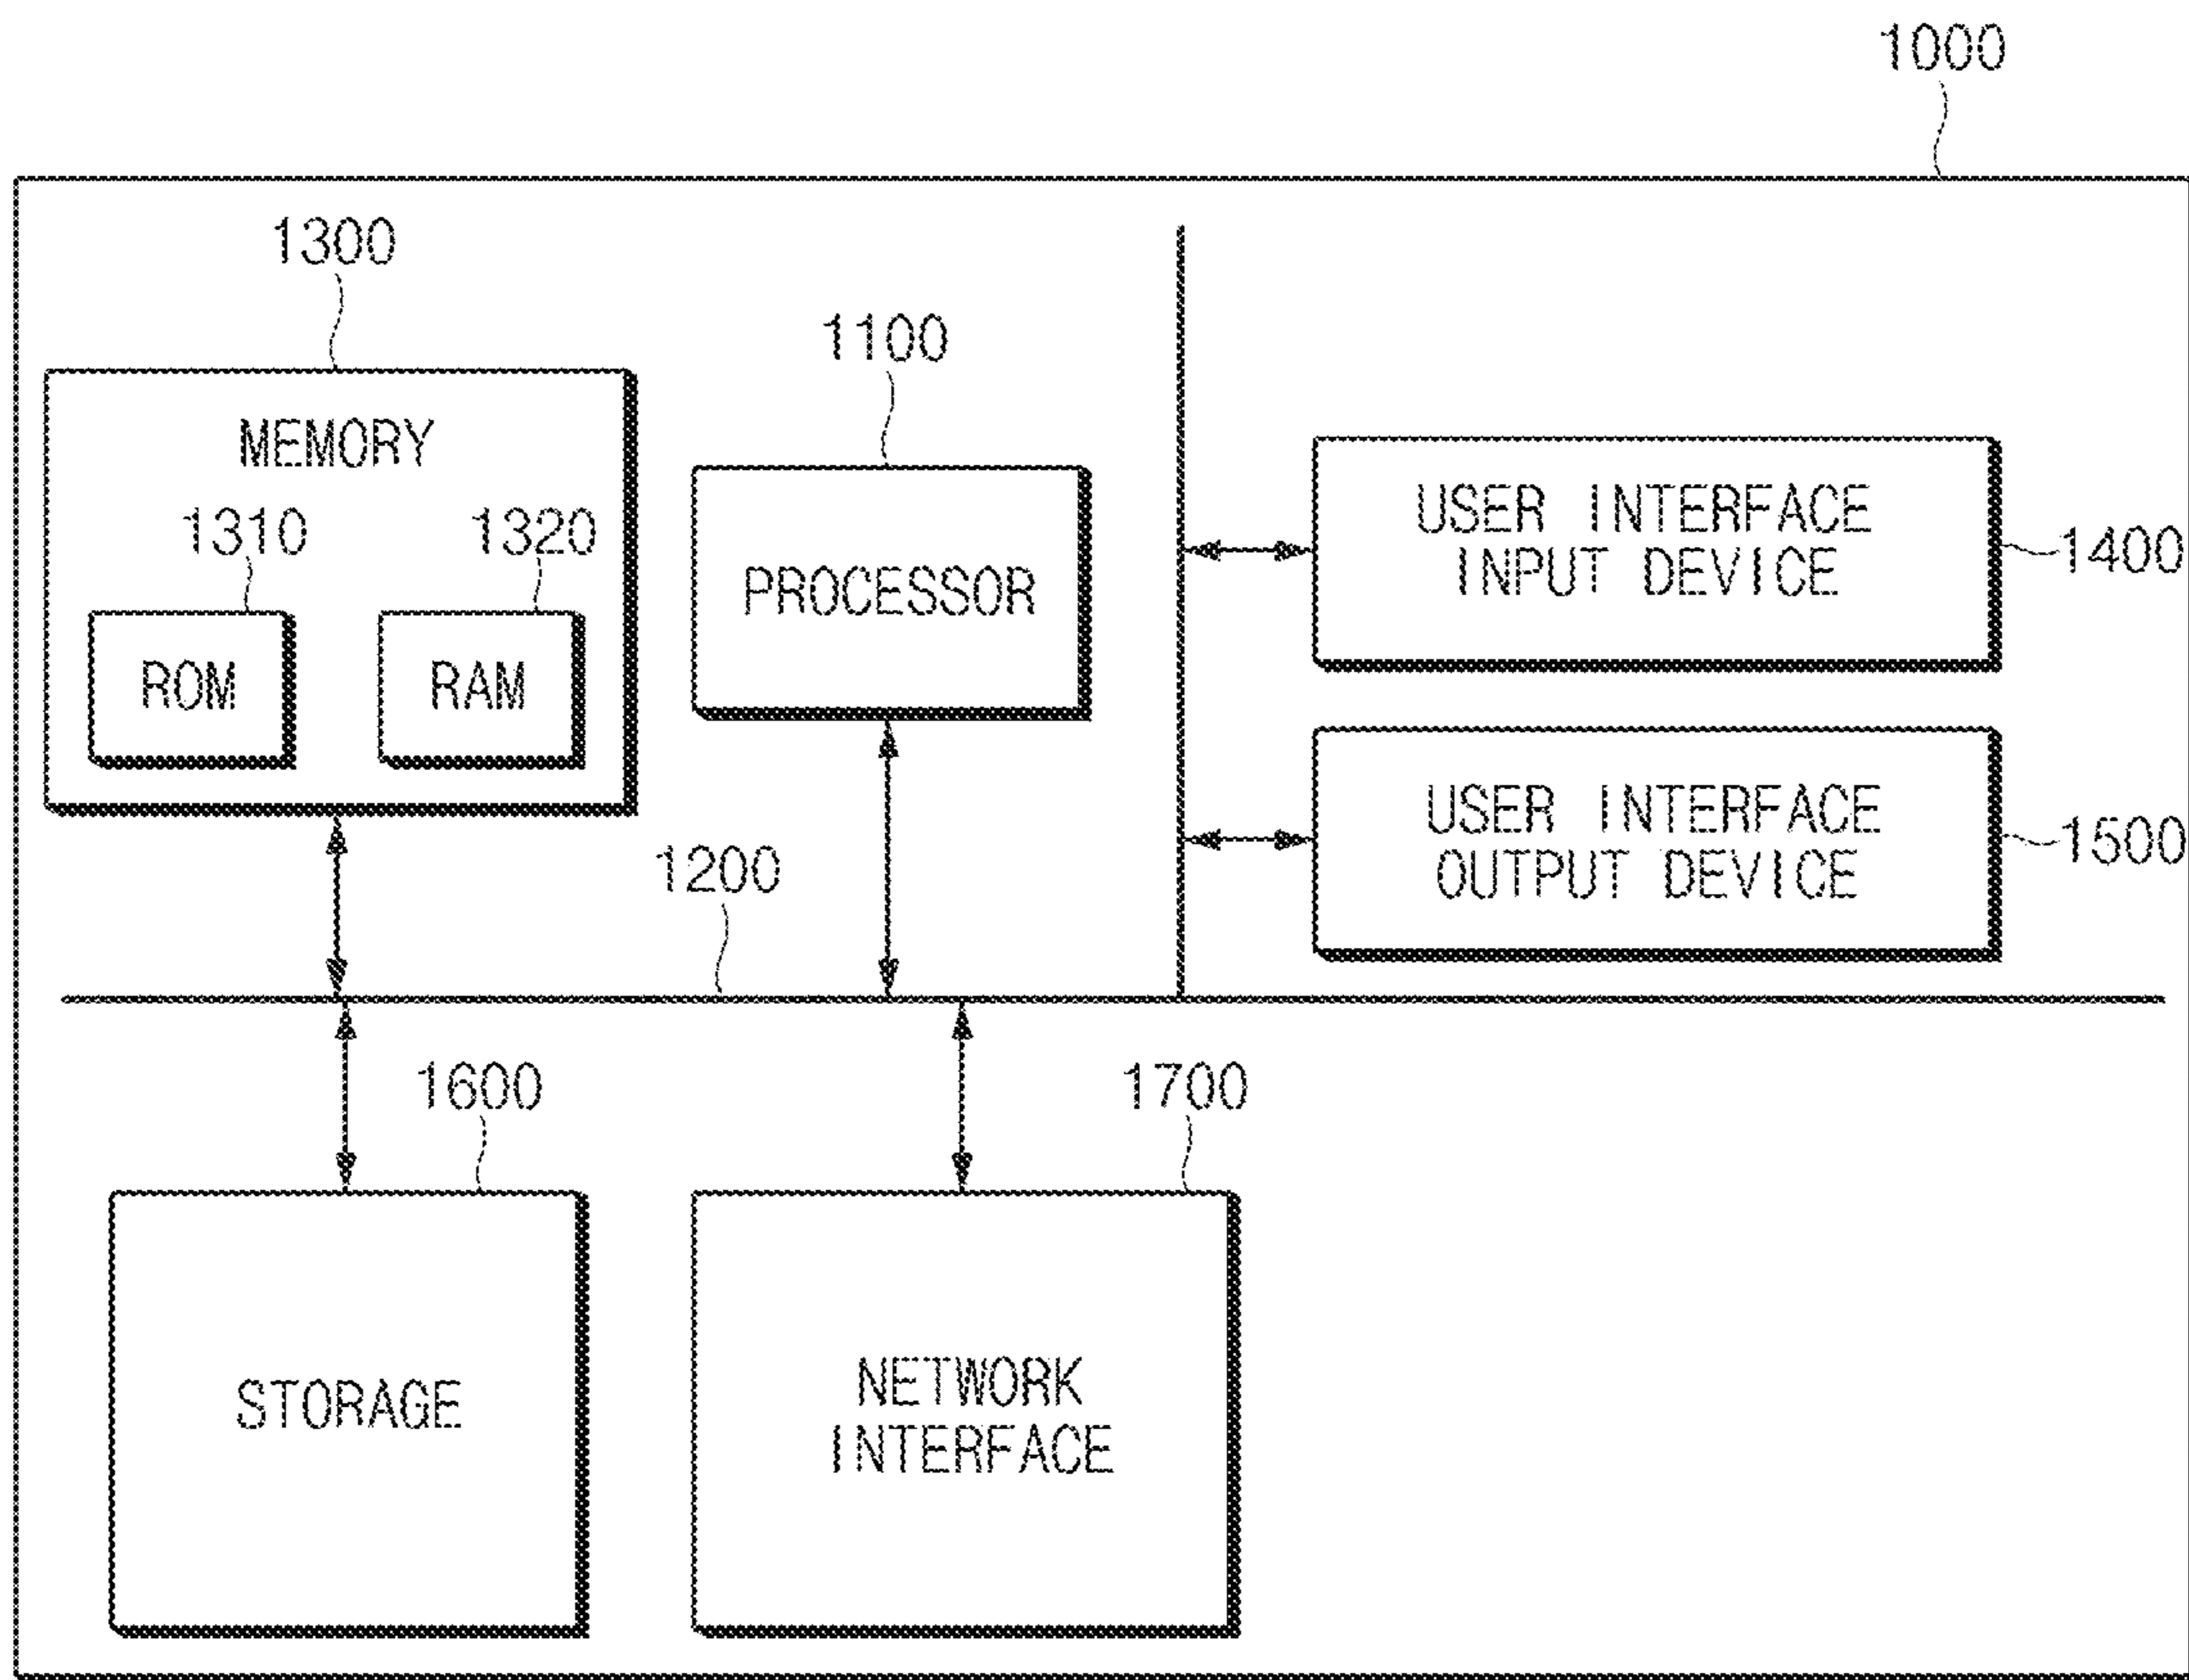 1000
1300
MEMORY
1310
1320
ROM
RAM
1100
PROCESSOR
USER INTERFACE
INPUT DEVICE
1400
USER INTERFACE
OUTPUT DEVICE
1500
1200
1600
STORAGE
1700
NETWORK
INTERFACE